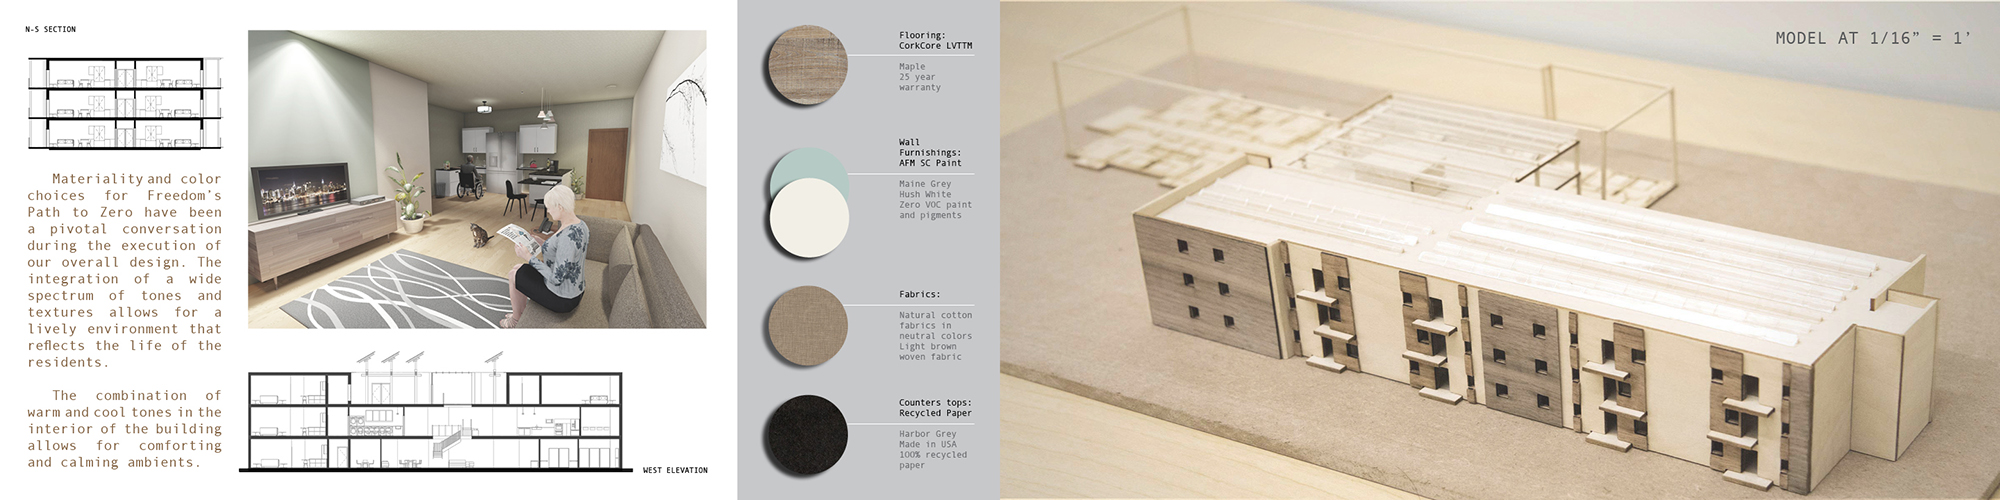 N-S SECTION
Materiality and color
choices for Freedom's
Path to Zero have been
a pivotal conversation
during the execution of
our overall design. The
integration of a wide
spectrum of tones and
textures allows for a
lively environment that
reflects the life of the
residents.
The combination of
warm and cool tones in the
interior of the building
allows for comforting
and calming ambients.
WEST ELEVATION
Flooring:
CorkCore LVTTM
Maple
25 year
warranty
Wall
Furnishings:
AFM SC Paint
Maine Grey
Hush White
Zero VOC paint
and pigments
Fabrics:
Natural cotton
fabrics in
neutral colors
Light brown
woven fabric
Counters tops:
Recycled Paper
Harbor Grey
Made in USA
100% recycled
paper
MODEL AT 1/16” = 1’